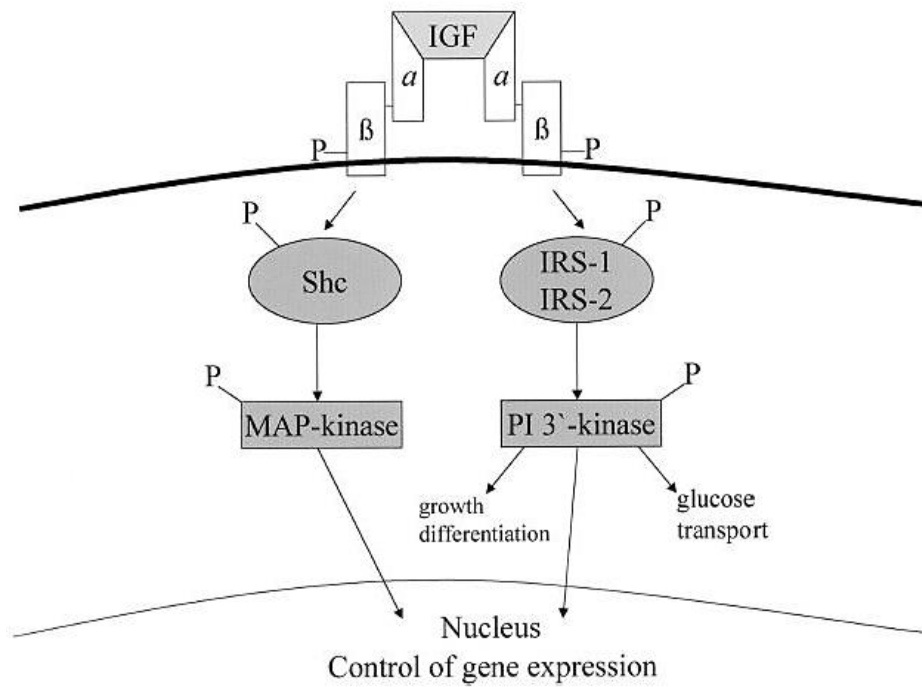 IGF
a a
ß ß
P P
P P
Shc
IRS-1
IRS-2
P P
MAP-kinase
PI 3`-kinase
growth
differentiation
glucose
transport
Nucleus
Control of gene expression